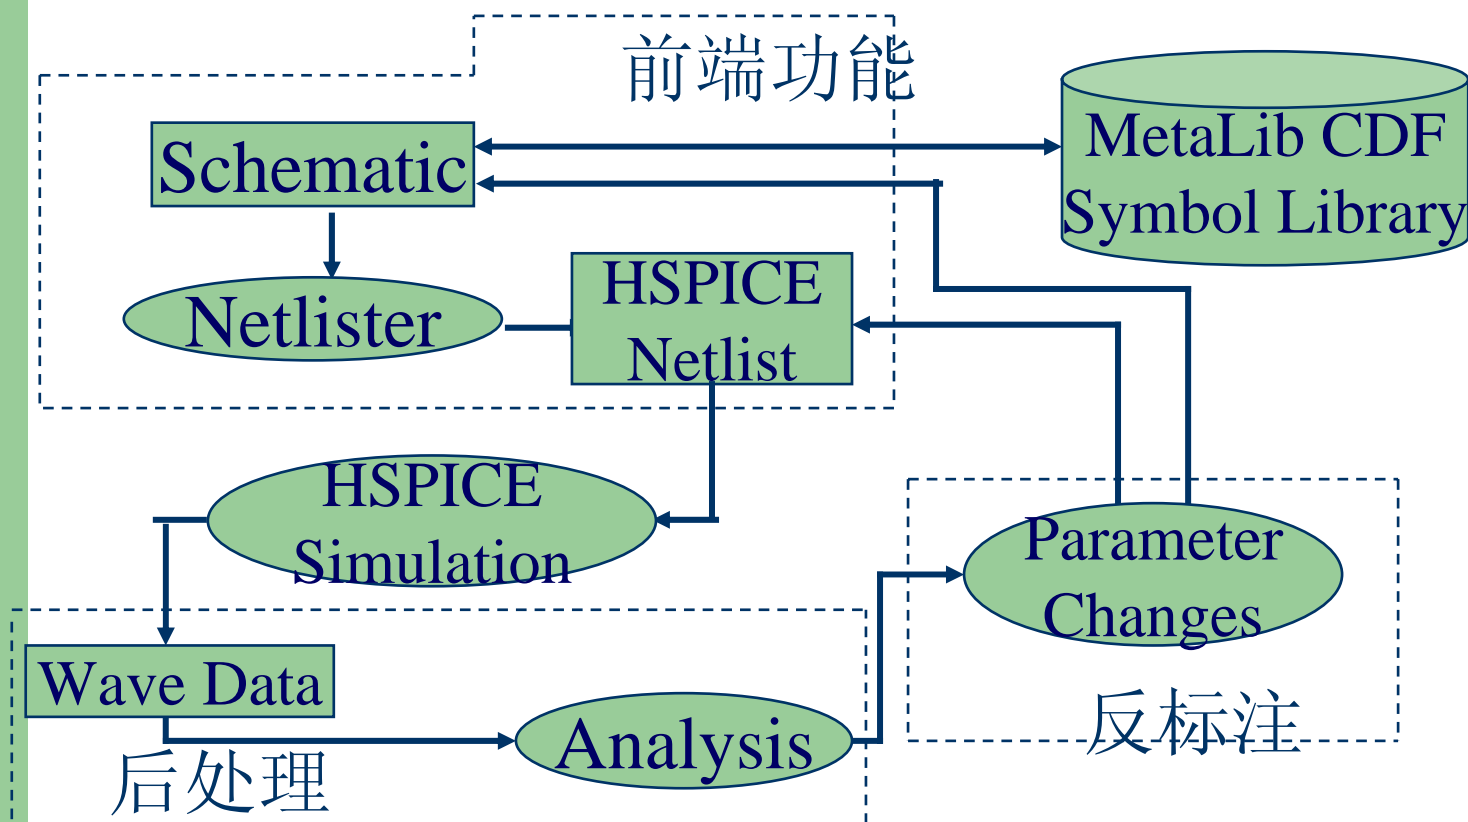 前端功能
MetaLib CDF
Symbol Library
Schematic
Netlister
HSPICE
Netlist
HSPICE
Simulation
Parameter
Changes
Wave Data
Analysis
反标注
后处理